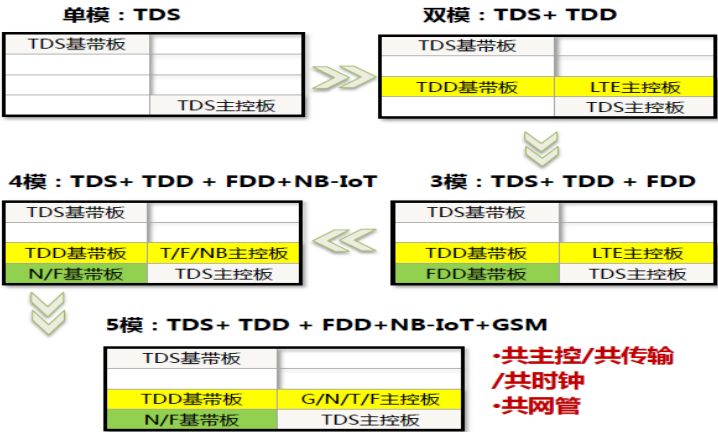 单模：TDS
双模：TDS+ TDD
TDS基带板
TDS主控板
TDS基带板
TDD基带板 LTE主控板
TDS主控板
4模：TDS+ TDD + FDD+NB-IoT
3模：TDS+ TDD + FDD
TDS基带板
TDD基带板 T/F/NB主控板
N/F基带板 TDS主控板
TDS基带板
TDD基带板 LTE主控板
FDD基带板 TDS主控板
5模：TDS+ TDD + FDD+NB-IoT+GSM
TDS基带板
TDD基带板 G/N/T/F主控板
N/F基带板 TDS主控板
•共主控/共传输
/共时钟
•共网管